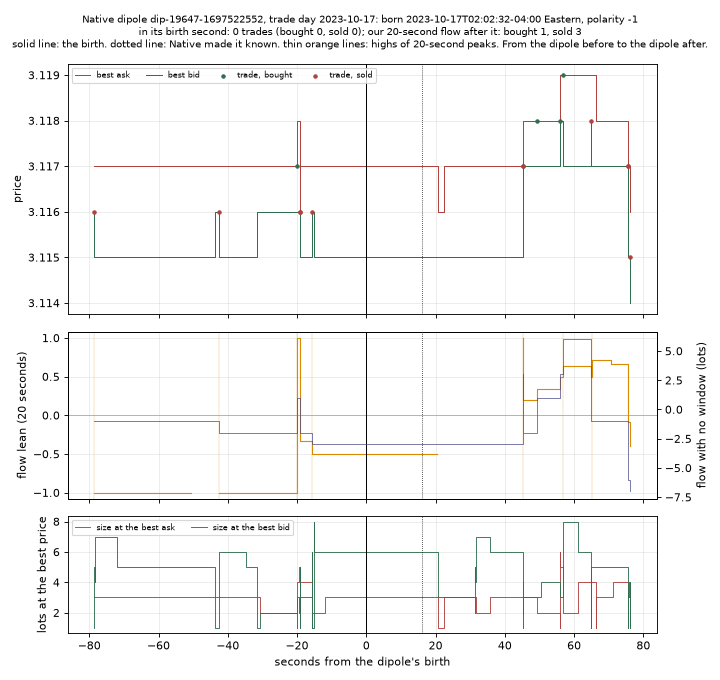 Native dipole dip-19647-1697522552, trade day 2023-10-17: born 2023-10-17T02:02:32-04:00 Eastern, polarity -1
in its birth second: 0 trades (bought 0, sold 0); our 20-second flow after it: bought 1, sold 3
solid line: the birth. dotted line: Native made it known. thin orange lines: highs of 20-second peaks. From the dipole before to the dipole after.
best ask
best bid
trade, bought
trade, sold
3.119
3.118
3.117
3.116
3.115
3.114
price
1.0
0.5
0.0
−0.5
−1.0
flow lean (20 seconds)
5.0
2.5
0.0
−2.5
−5.0
−7.5
flow with no window (lots)
size at the best ask
size at the best bid
8
6
4
2
lots at the best price
−80
−60
−40
−20
0
20
40
60
80
seconds from the dipole's birth